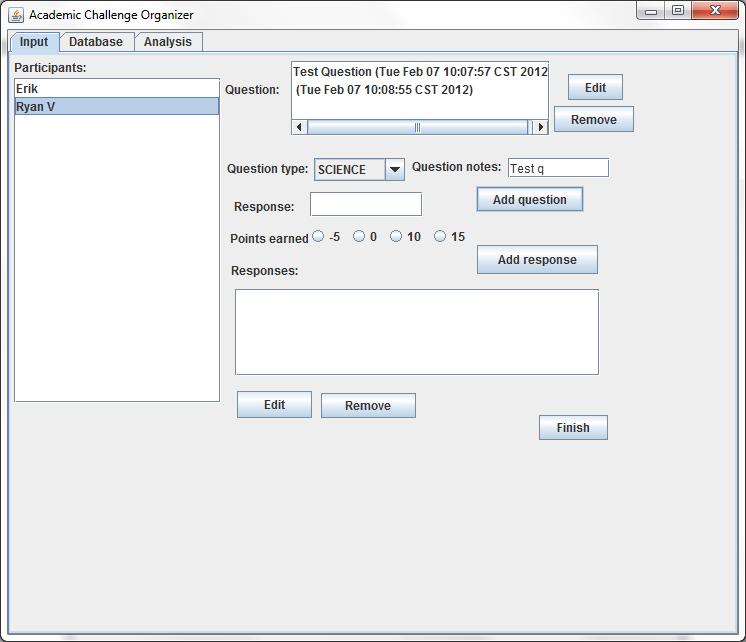 Academic Challenge Organizer
Input Database Analysis
Participants:
Erik
Ryan V
Question:
Test Question (Tue Feb 07 10:07:57 CST 2012
(Tue Feb 07 10:08:55 CST 2012)
Edit
Remove
Question type: SCIENCE Question notes: Test q
Response: Add question
Points earned -5 0 10 15
Add response
Responses:
Edit Remove
Finish